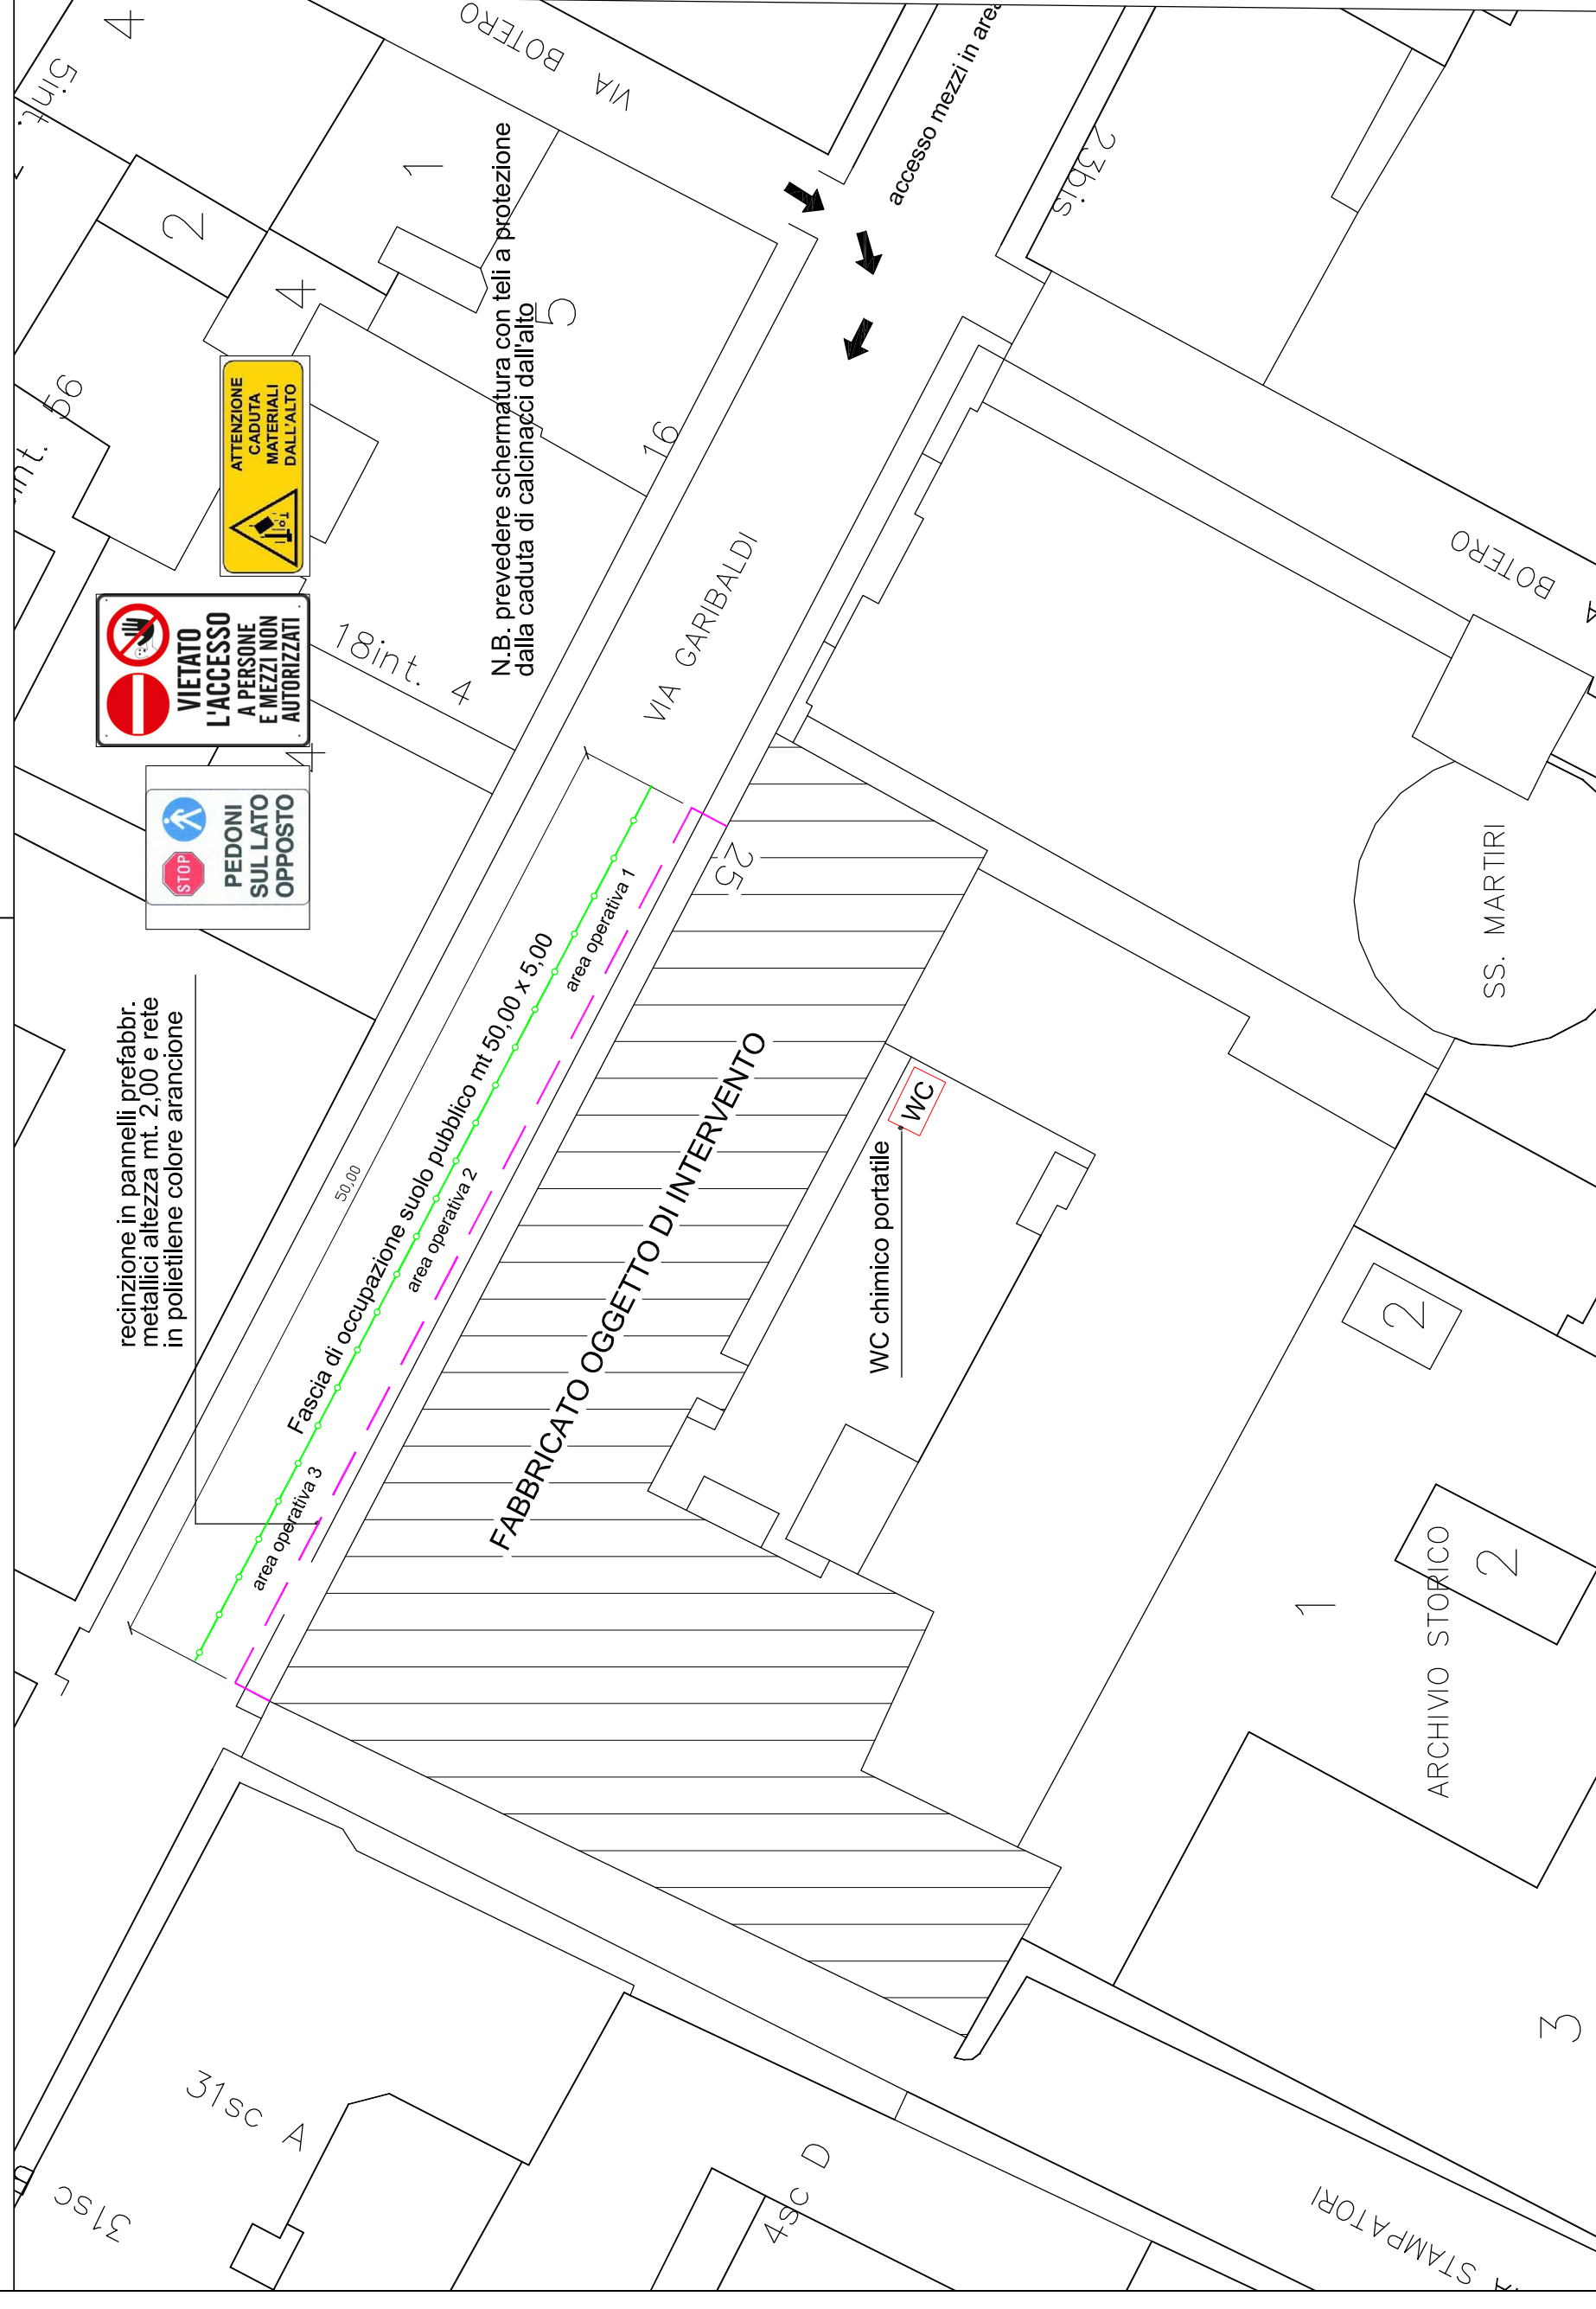 VIA BOTERO
accesso mezzi in area
5int.
4
2
1
4
5
56
int.
16
23bis
N.B. prevedere schermatura con teli a protezione
dalla caduta di calcinacci dall'alto
ATTENZIONE
CADUTA
MATERIALI
DALL'ALTO
VIETATO
L'ACCESSO
A PERSONE
E MEZZI NON
AUTORIZZATI
STOP
PEDONI
SUL LATO
OPPOSTO
18int. 4
4
VIA GARIBALDI
BOTERO
25
SS. MARTIRI
recinzione in pannelli prefabbr.
metallici altezza mt. 2,00 e rete
in polietilene colore arancione
50,00
Fascia di occupazione suolo pubblico mt 50,00 x 5,00
area operativa 1
area operativa 2
area operativa 3
FABBRICATO OGGETTO DI INTERVENTO
WC
WC chimico portatile
2
2
1
ARCHIVIO STORICO
3
31sc A
31sc
4sc D
STAMPATORI